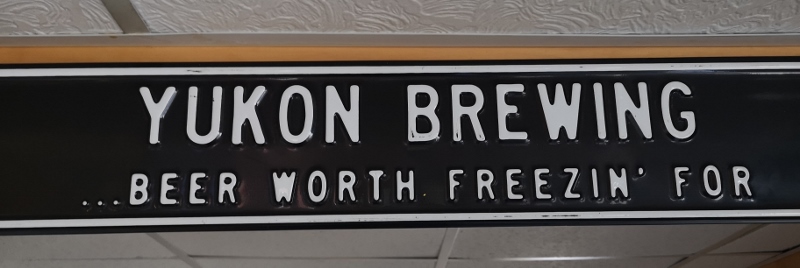 YUKON BREWING
...BEER WORTH FREEZIN' FOR